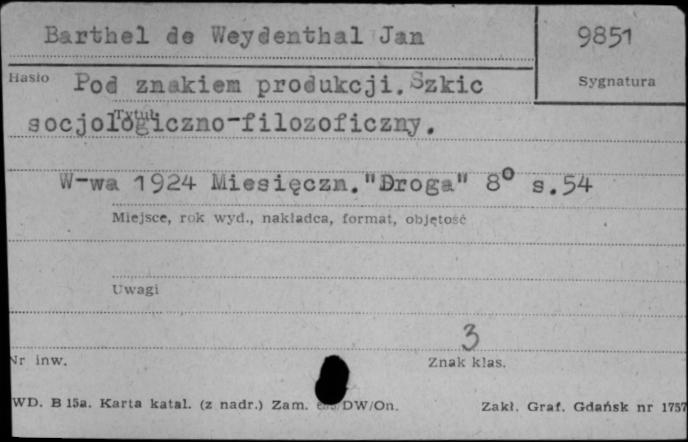 Barthel de Weydenthal Jan
9851
Hasło Pod znakiem produkcji. Szkic
Sygnatura
Tytuł
socjologiczno-filozoficzny.
W-wa 1924 Miesięczn."Droga" 8° s.54
Miejsce, rok wyd., nakładca, format, objętość
Uwagi
3
Nr inw.
Znak klas.
WD. B 15a. Karta katal. (z nadr.) Zam. DW/On.
Zakł. Graf. Gdańsk nr 1757